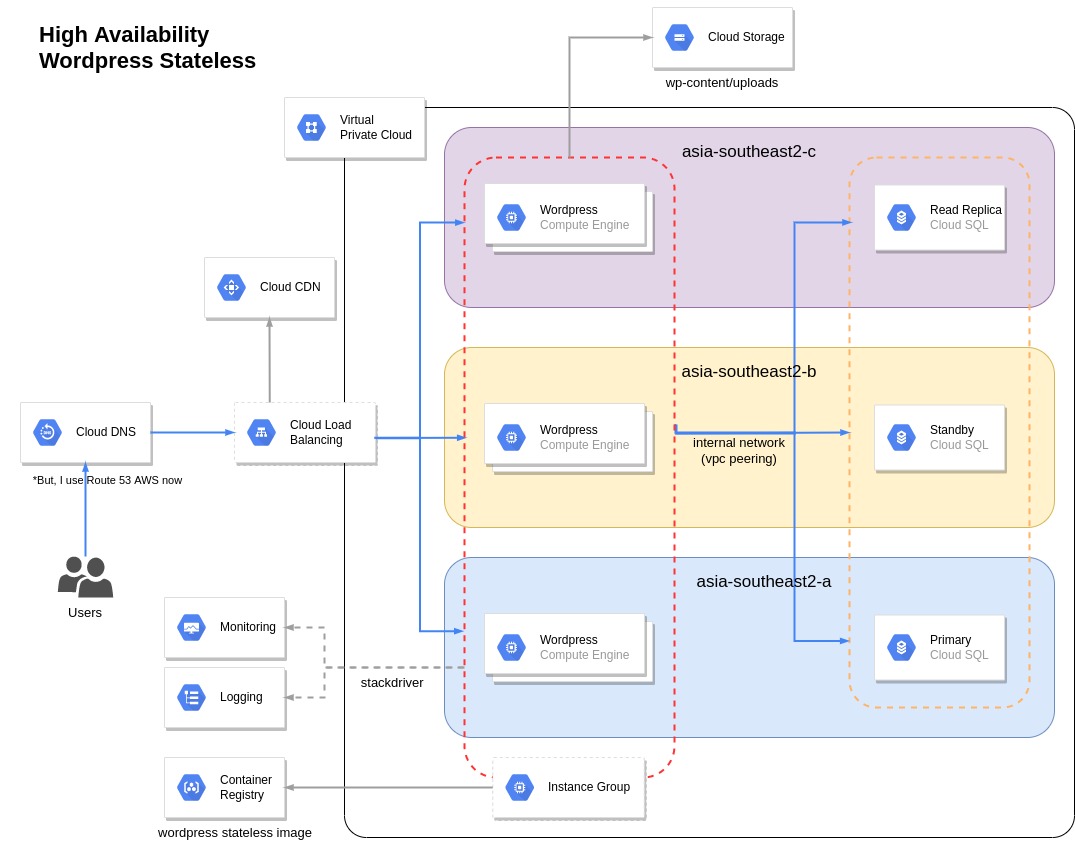 High Availability
Wordpress Stateless
Cloud Storage
wp-content/uploads
Virtual
Private Cloud
asia-southeast2-c
Wordpress
Compute Engine
Read Replica
Cloud SQL
Cloud CDN
asia-southeast2-b
Cloud DNS
*But, I use Route 53 AWS now
Cloud Load
Balancing
Wordpress
Compute Engine
internal network
(vpc peering)
Standby
Cloud SQL
Users
asia-southeast2-a
Monitoring
Logging
stackdriver
Wordpress
Compute Engine
Primary
Cloud SQL
Container
Registry
wordpress stateless image
Instance Group